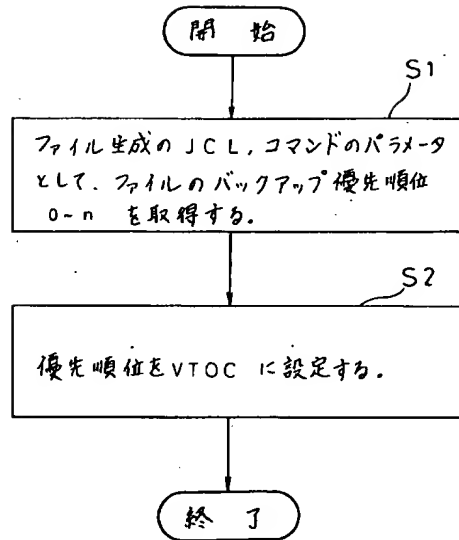 開 始
S1
ファイル生成のJCL,コマンドのパラメータ
として、ファイルのバックアップ優先順位
0~n を取得する。
S2
優先順位をVTOC に設定する。
終 了